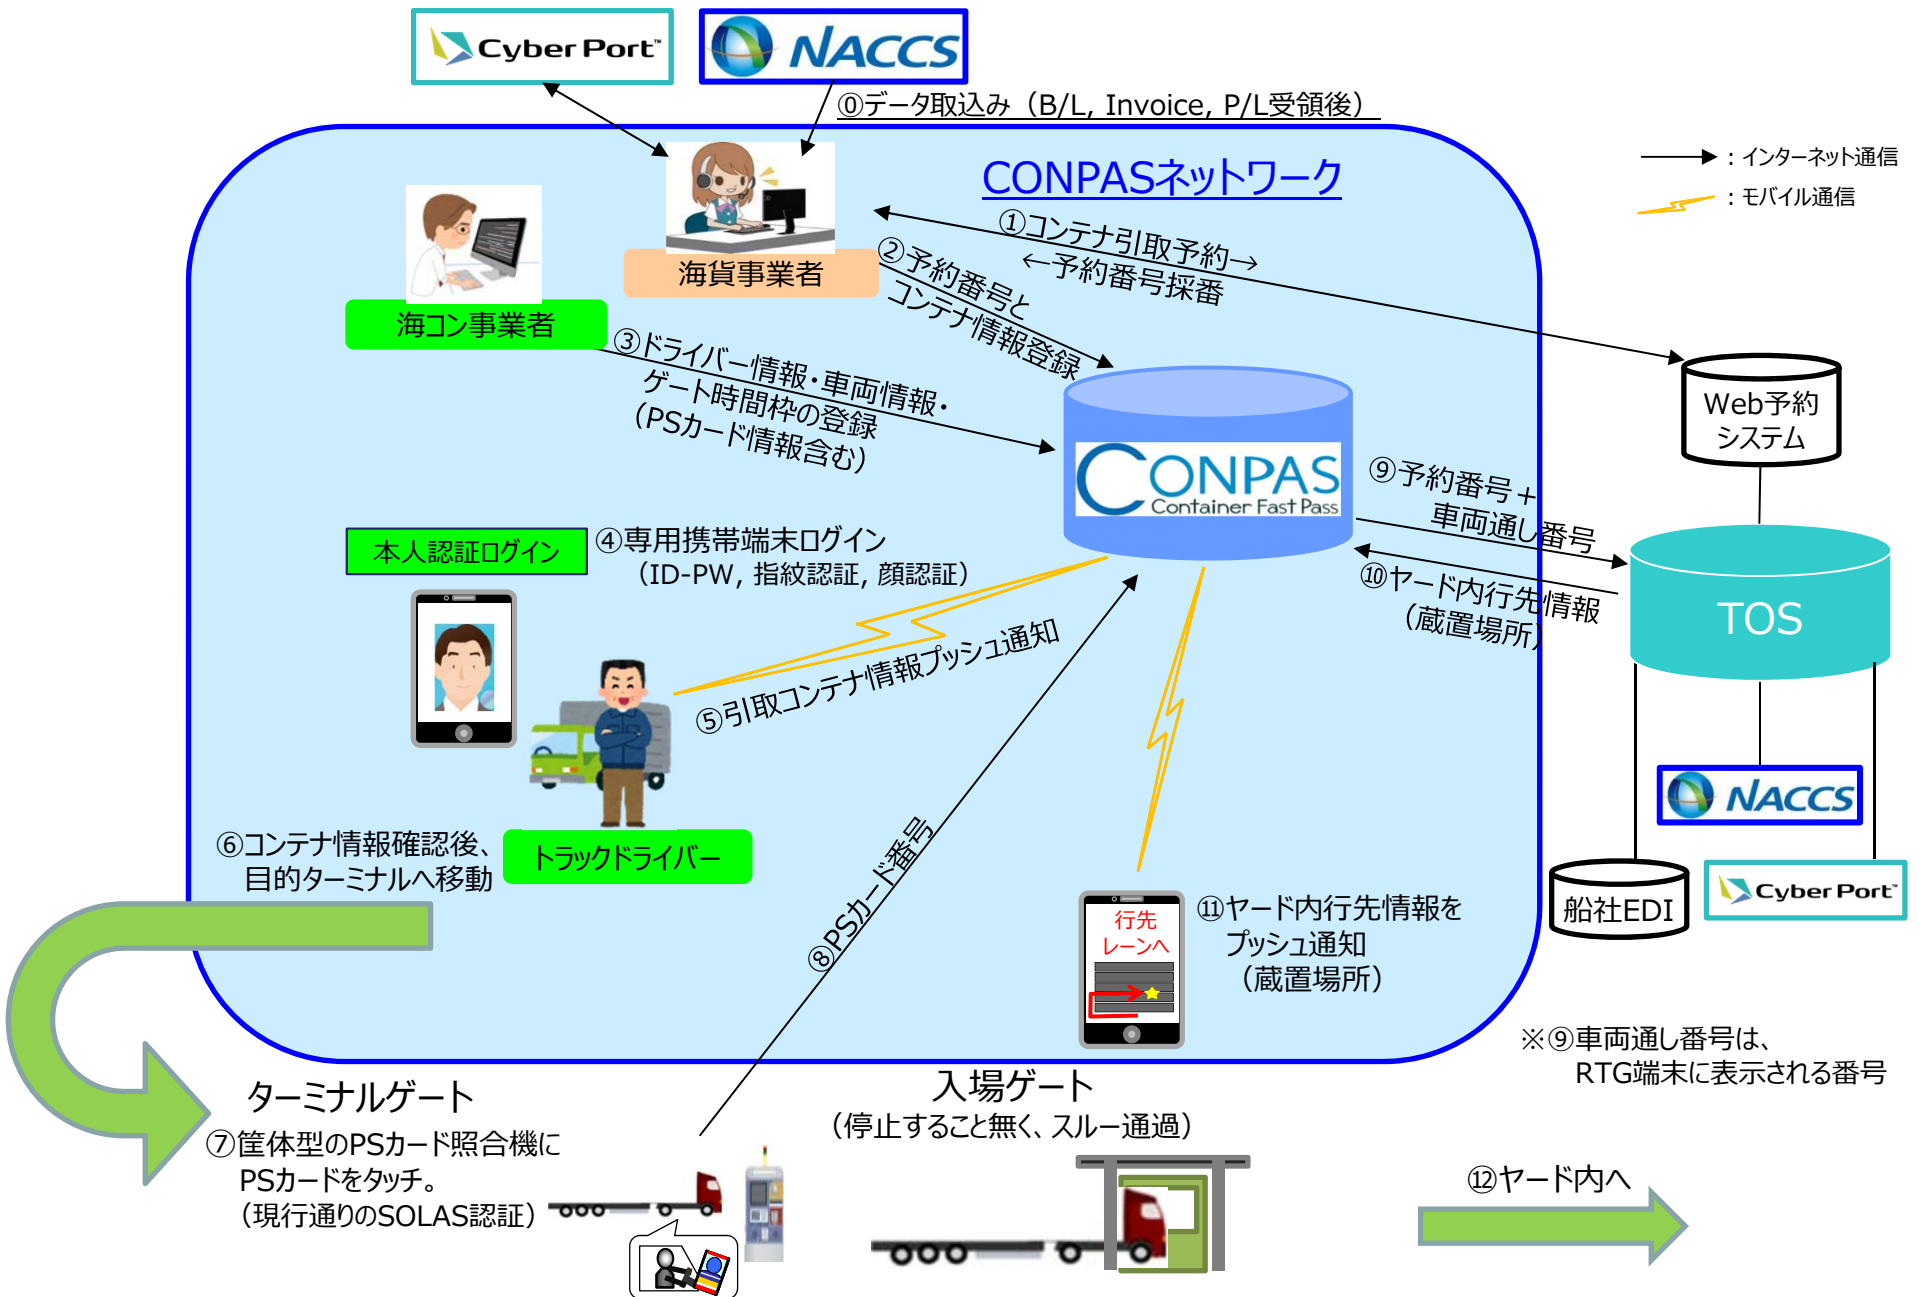 Cyber Port™
NACCS
⓪データ取込み（B/L, Invoice, P/L受領後）
CONPASネットワーク
：インターネット通信
：モバイル通信
海貨事業者
海コン事業者
①コンテナ引取予約→
←予約番号採番
②予約番号と
コンテナ情報登録
③ドライバー情報・車両情報・
ゲート時間枠の登録
（PSカード情報含む）
CONPAS
Container Fast Pass
Web予約
システム
⑨予約番号＋
車両通し番号
⑩ヤード内行先情報
（蔵置場所）
TOS
本人認証ログイン
④専用携帯端末ログイン
（ID-PW, 指紋認証, 顔認証）
⑤引取コンテナ情報プッシュ通知
トラックドライバー
⑥コンテナ情報確認後、
目的ターミナルへ移動
⑧PSカード番号
行先
レーンへ
⑪ヤード内行先情報を
プッシュ通知
（蔵置場所）
NACCS
船社EDI
Cyber Port™
※⑨車両通し番号は、
RTG端末に表示される番号
ターミナルゲート
⑦筐体型のPSカード照合機に
PSカードをタッチ。
（現行通りのSOLAS認証）
入場ゲート
（停止すること無く、スルー通過）
⑫ヤード内へ